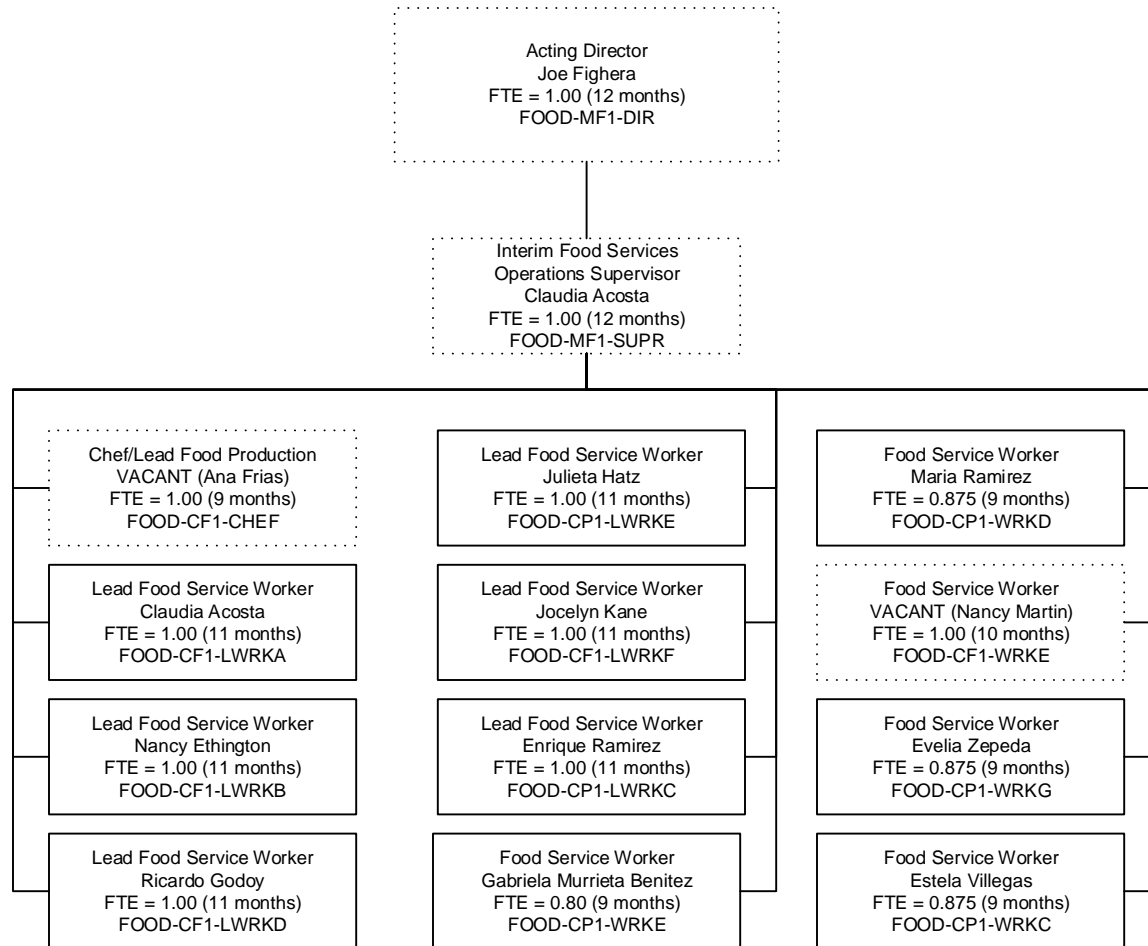 Acting Director
Joe Fighera
FTE = 1.00 (12 months)
FOOD-MF1-DIR
Interim Food Services
Operations Supervisor
Claudia Acosta
FTE = 1.00 (12 months)
FOOD-MF1-SUPR
Chef/Lead Food Production
VACANT (Ana Frias)
FTE = 1.00 (9 months)
FOOD-CF1-CHEF
Lead Food Service Worker
Claudia Acosta
FTE = 1.00 (11 months)
FOOD-CF1-LWRKA
Lead Food Service Worker
Nancy Ethington
FTE = 1.00 (11 months)
FOOD-CF1-LWRKB
Lead Food Service Worker
Ricardo Godoy
FTE = 1.00 (11 months)
FOOD-CF1-LWRKD
Lead Food Service Worker
Julieta Hatz
FTE = 1.00 (11 months)
FOOD-CP1-LWRKE
Lead Food Service Worker
Jocelyn Kane
FTE = 1.00 (11 months)
FOOD-CF1-LWRKF
Lead Food Service Worker
Enrique Ramirez
FTE = 1.00 (11 months)
FOOD-CP1-LWRKC
Food Service Worker
Gabriela Murrieta Benitez
FTE = 0.80 (9 months)
FOOD-CP1-WRKE
Food Service Worker
Maria Ramirez
FTE = 0.875 (9 months)
FOOD-CP1-WRKD
Food Service Worker
VACANT (Nancy Martin)
FTE = 1.00 (10 months)
FOOD-CF1-WRKE
Food Service Worker
Evelia Zepeda
FTE = 0.875 (9 months)
FOOD-CP1-WRKG
Food Service Worker
Estela Villegas
FTE = 0.875 (9 months)
FOOD-CP1-WRKC